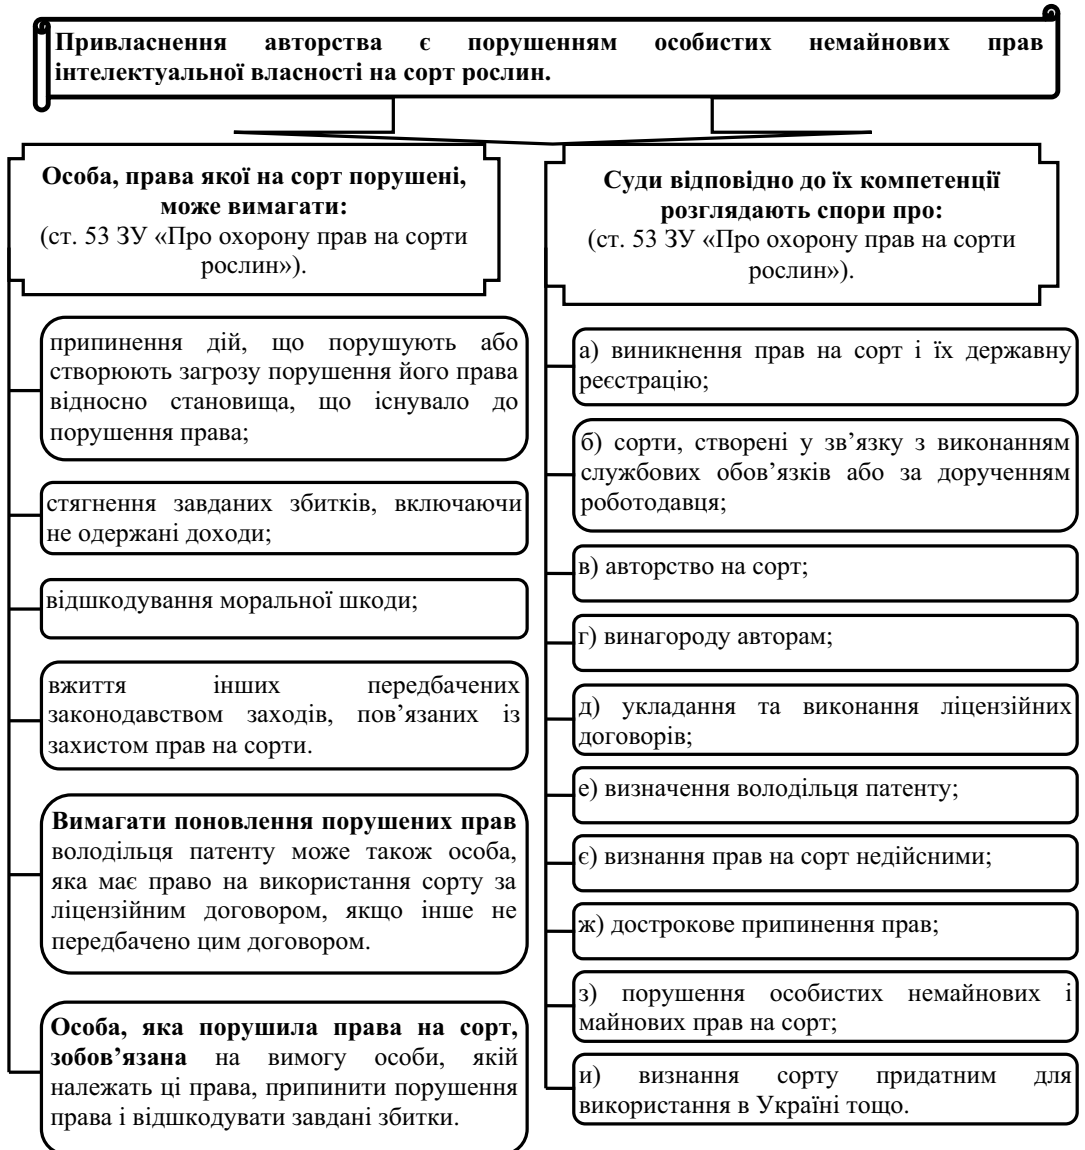 Привласнення авторства є порушенням особистих немайнових прав
інтелектуальної власності на сорт рослин.
Особа, права якої на сорт порушені,
може вимагати:
(ст. 53 ЗУ «Про охорону прав на сорти
рослин»).
припинення дій, що порушують або
створюють загрозу порушення його права
відносно становища, що існувало до
порушення права;
стягнення завданих збитків, включаючи
не одержані доходи;
відшкодування моральної шкоди;
вжиття інших передбачених
законодавством заходів, пов’язаних із
захистом прав на сорти.
Вимагати поновлення порушених прав
володільця патенту може також особа,
яка має право на використання сорту за
ліцензійним договором, якщо інше не
передбачено цим договором.
Особа, яка порушила права на сорт,
зобов’язана на вимогу особи, якій
належать ці права, припинити порушення
права і відшкодувати завдані збитки.
Суди відповідно до їх компетенції
розглядають спори про:
(ст. 53 ЗУ «Про охорону прав на сорти
рослин»).
а) виникнення прав на сорт і їх державну
реєстрацію;
б) сорти, створені у зв’язку з виконанням
службових обов’язків або за дорученням
роботодавця;
в) авторство на сорт;
г) винагороду авторам;
д) укладання та виконання ліцензійних
договорів;
е) визначення володільця патенту;
є) визнання прав на сорт недійсними;
ж) дострокове припинення прав;
з) порушення особистих немайнових і
майнових прав на сорт;
и) визнання сорту придатним для
використання в Україні тощо.